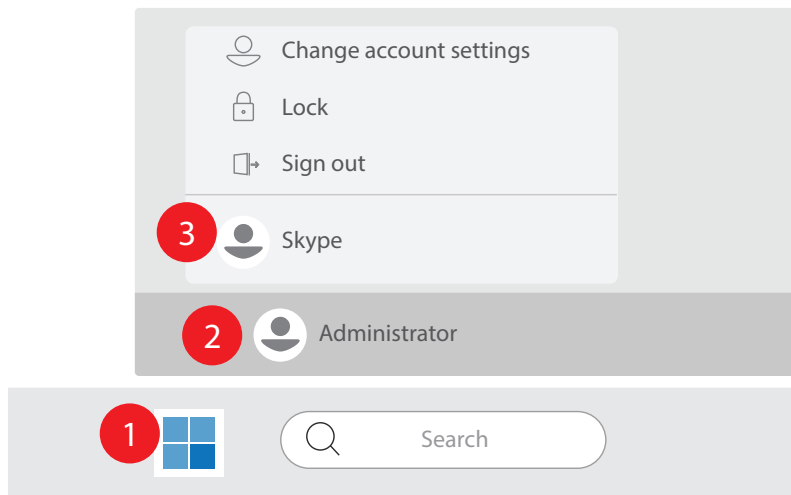 Change account settings
Lock
Sign out
3 Skype
2 Administrator
1 Search